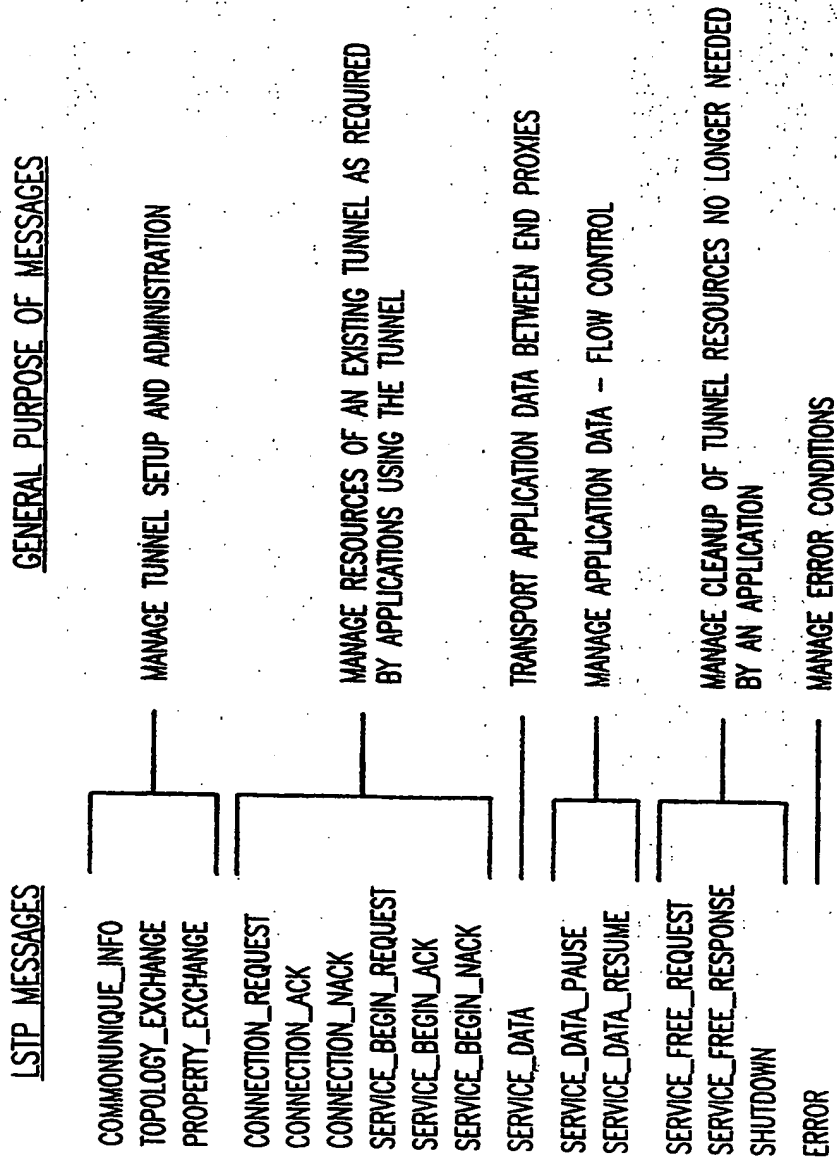 LSTP MESSAGES
GENERAL PURPOSE OF MESSAGES
COMMONUNIQUE_INFO
TOPOLOGY_EXCHANGE
PROPERTY_EXCHANGE
MANAGE TUNNEL SETUP AND ADMINISTRATION
CONNECTION_REQUEST
CONNECTION_ACK
CONNECTION_NACK
SERVICE_BEGIN_REQUEST
SERVICE_BEGIN_ACK
SERVICE_BEGIN_NACK
MANAGE RESOURCES OF AN EXISTING TUNNEL AS REQUIRED
BY APPLICATIONS USING THE TUNNEL
SERVICE_DATA
TRANSPORT APPLICATION DATA BETWEEN END PROXIES
SERVICE_DATA_PAUSE
SERVICE_DATA_RESUME
MANAGE APPLICATION DATA – FLOW CONTROL
SERVICE_FREE_REQUEST
SERVICE_FREE_RESPONSE
SHUTDOWN
MANAGE CLEANUP OF TUNNEL RESOURCES NO LONGER NEEDED
BY AN APPLICATION
ERROR
MANAGE ERROR CONDITIONS